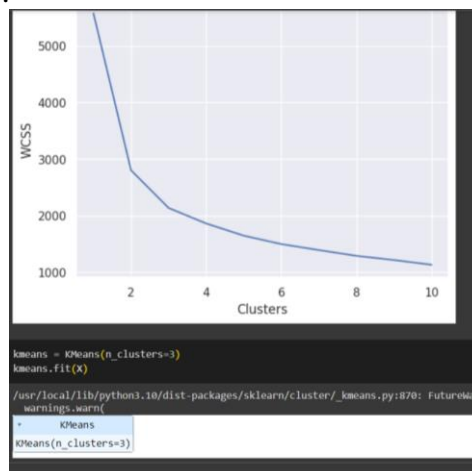 5000
4000
3000
2000
1000
WCSS
2 4 6 8 10
Clusters
kmeans = KMeans(n_clusters=3)
kmeans.fit(X)
/usr/local/lib/python3.10/dist-packages/sklearn/cluster/_kmeans.py:870: FutureWa
warnings.warn(
KMeans
KMeans(n_clusters=3)